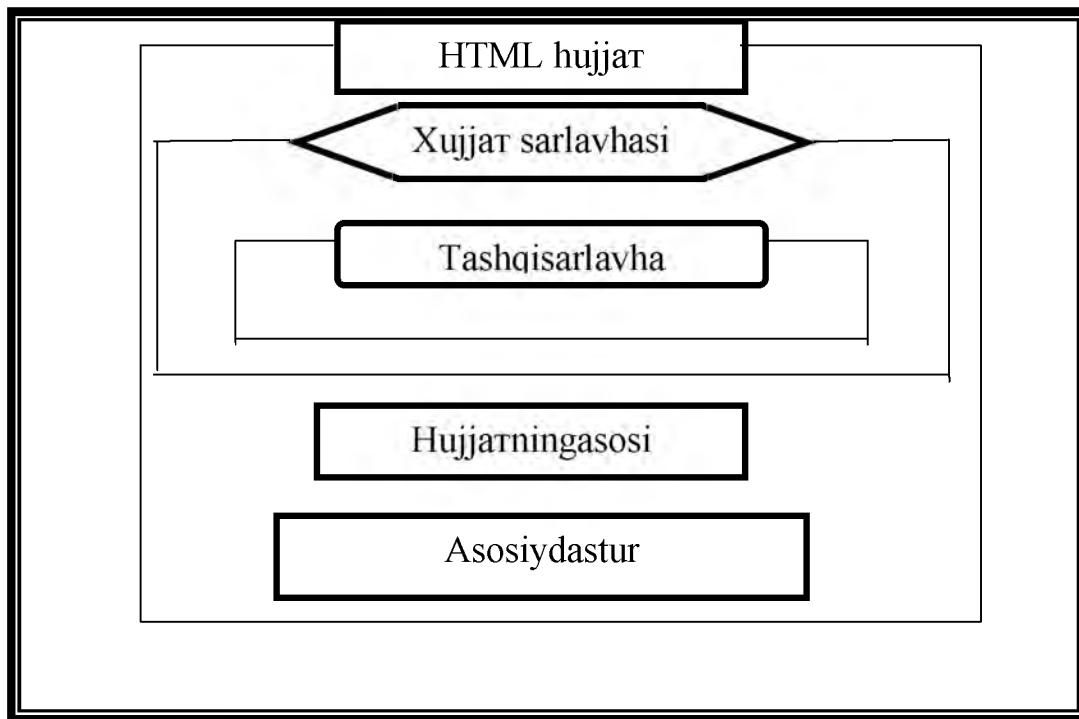 HTML hujjaт
Xujjaт sarlavhasi
Tashqisarlavha
Hujjaтningasosi
Asosiydastur